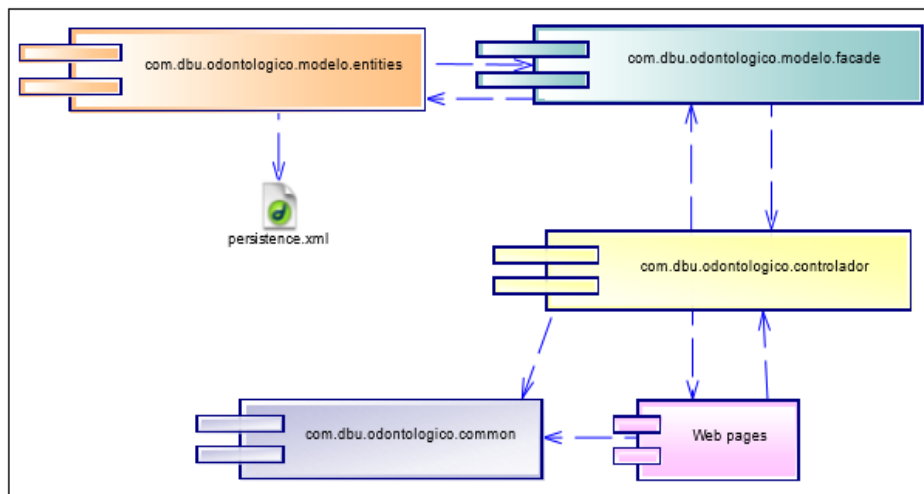 com.dbu.odontologico.modelo.entities
com.dbu.odontologico.modelo.facade
persistence.xml
com.dbu.odontologico.controlador
com.dbu.odontologico.common
Web pages